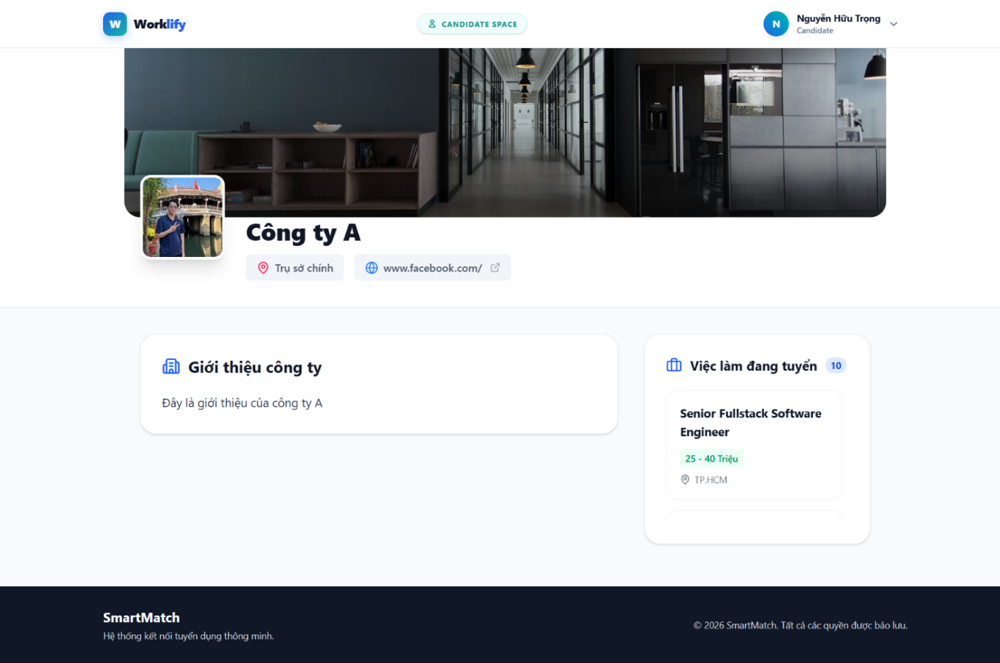 W Worklify
CANDIDATE SPACE
N
Nguyễn Hữu Trọng
Candidate
Công ty A
Trụ sở chính
www.facebook.com/
Giới thiệu công ty
Đây là giới thiệu của công ty A
Việc làm đang tuyển 10
Senior Fullstack Software
Engineer
25 - 40 Triệu
TP.HCM
SmartMatch
Hệ thống kết nối tuyển dụng thông minh.
© 2026 SmartMatch. Tất cả các quyền được bảo lưu.